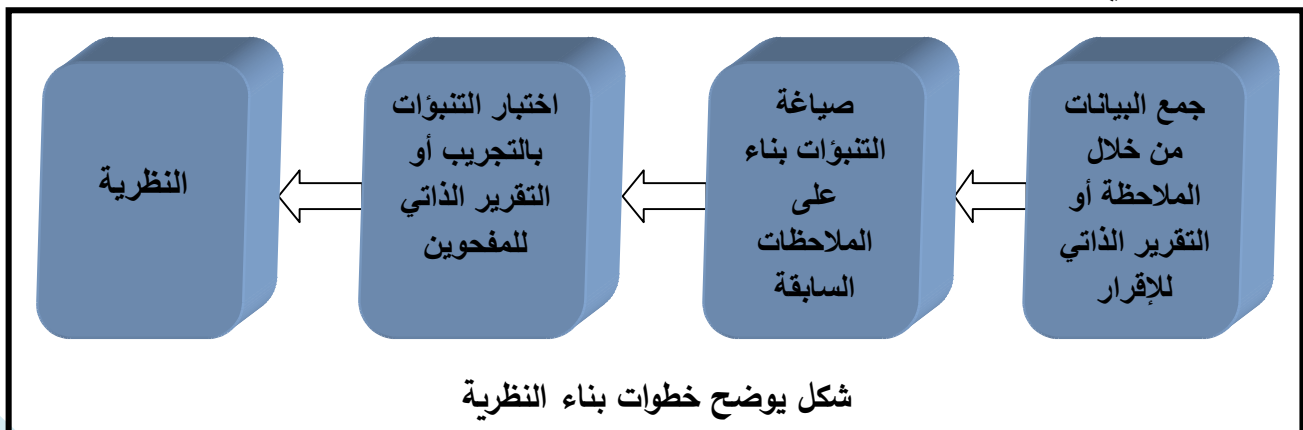 جمع البيانات
من خلال
الملاحظة أو
التقرير الذاتي
للإقرار
صياغة
التنبؤات بناء
على
الملاحظات
السابقة
اختبار التنبؤات
بالتجريب أو
التقرير الذاتي
للمفحوين
النظرية
شكل يوضح خطوات بناء النظرية